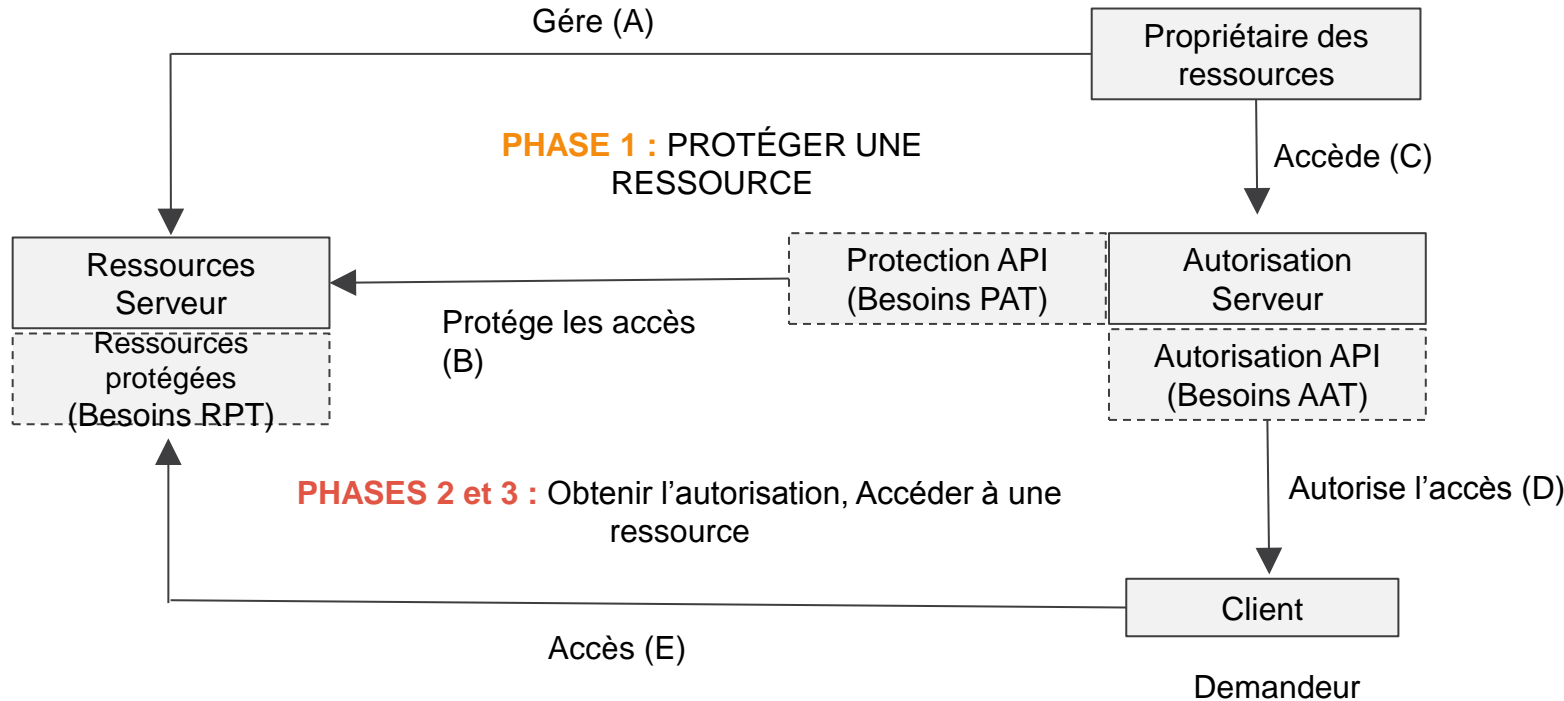 Gére (A)
Propriétaire des
ressources
PHASE 1 : PROTÉGER UNE
RESSOURCE
Accède (C)
Ressources
Serveur
Protection API
(Besoins PAT)
Autorisation
Serveur
Protége les accès
(B)
Ressources
protégées
(Besoins RPT)
Autorisation API
(Besoins AAT)
PHASES 2 et 3 : Obtenir l’autorisation, Accéder à une
ressource
Autorise l’accès (D)
Client
Accès (E)
Demandeur